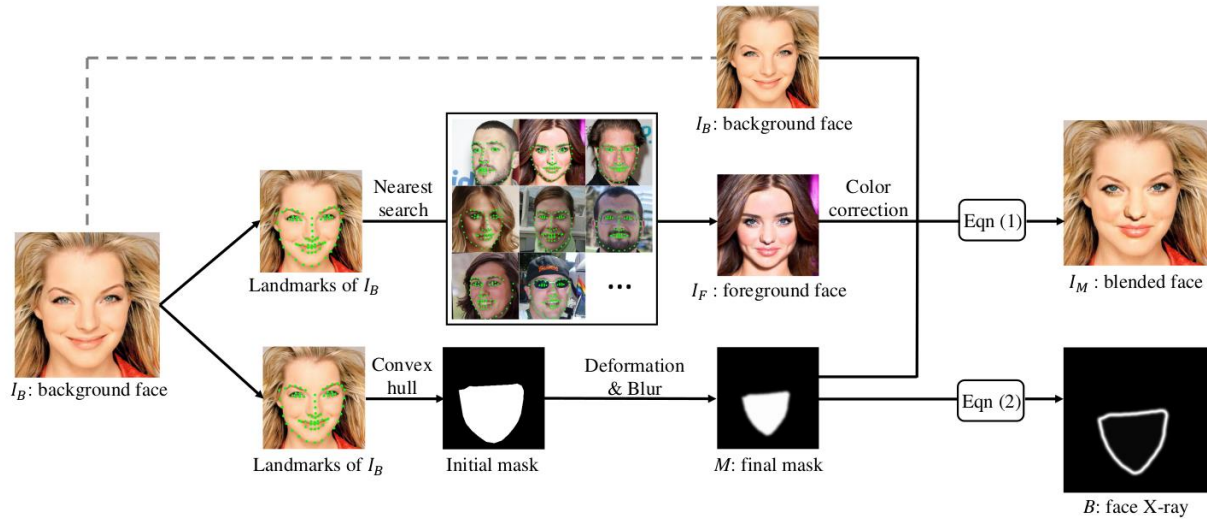 I_B: background face
Landmarks of I_B
Nearest
search
I_B: background face
I_F : foreground face
Color
correction
Eqn (1)
I_M : blended face
Landmarks of I_B
Convex
hull
Initial mask
Deformation
& Blur
M: final mask
Eqn (2)
B: face X-ray
...